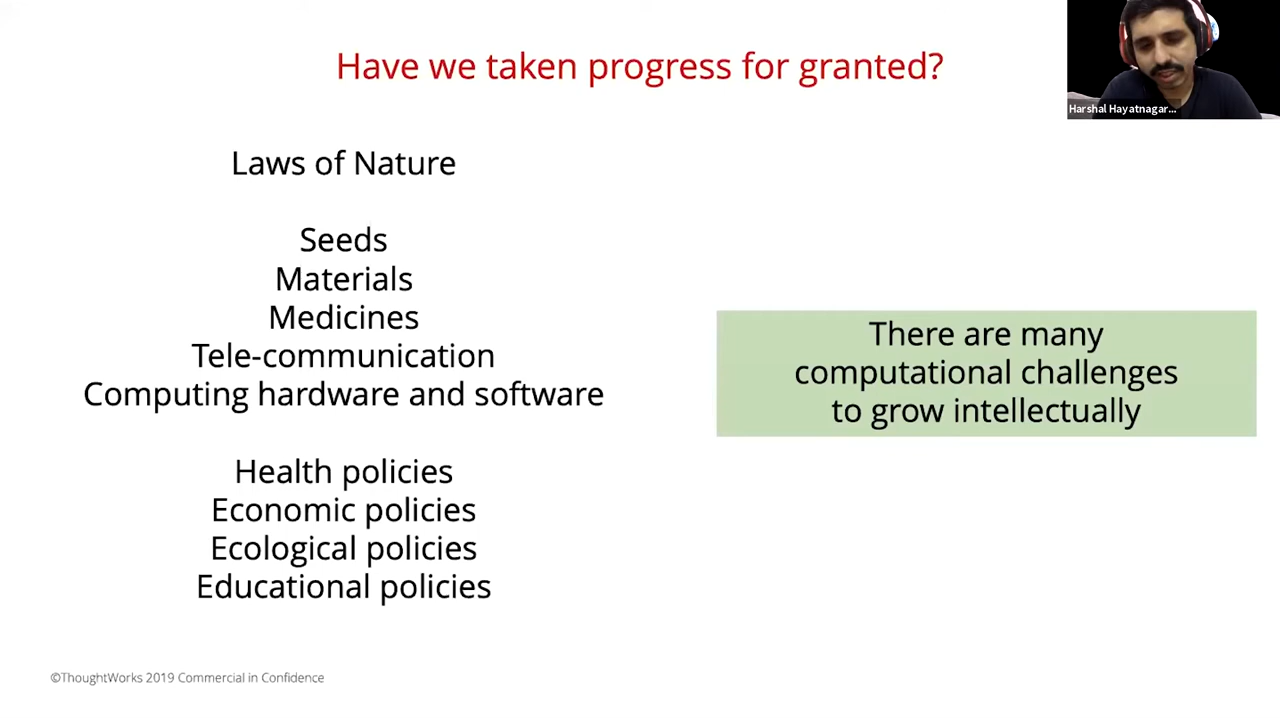 Have we taken progress for granted?
Harshal Hayatnagar...
Laws of Nature
Seeds
Materials
Medicines
Tele-communication
Computing hardware and software
Health policies
Economic policies
Ecological policies
Educational policies
There are many
computational challenges
to grow intellectually
©ThoughtWorks 2019 Commercial in Confidence